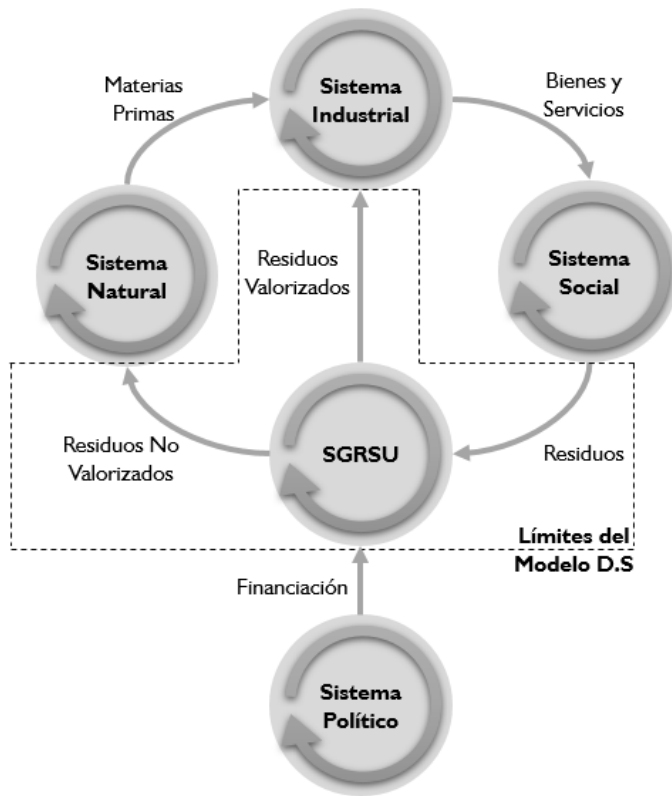 Materias
Primas
Sistema
Industrial
Bienes y
Servicios
Sistema
Natural
Residuos
Valorizados
Sistema
Social
Residuos No
Valorizados
SGRSU
Residuos
Límites del
Modelo D.S
Financiación
Sistema
Político